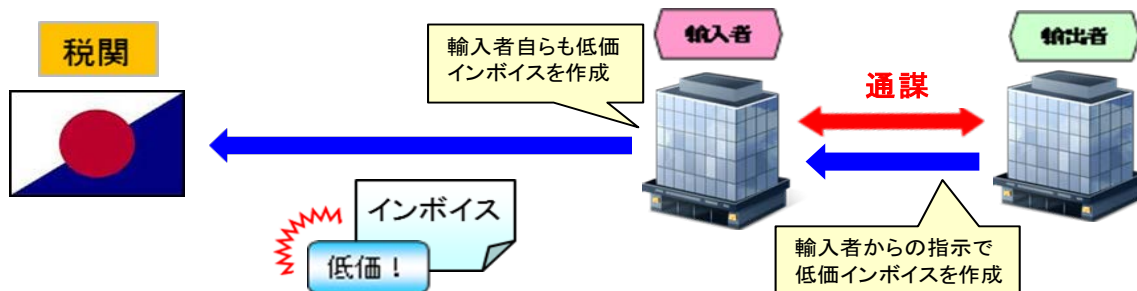 税関
輸入者自らも低価
インボイスを作成
輸入者
輸出者
通謀
インボイス
低価！
輸入者からの指示で
低価インボイスを作成